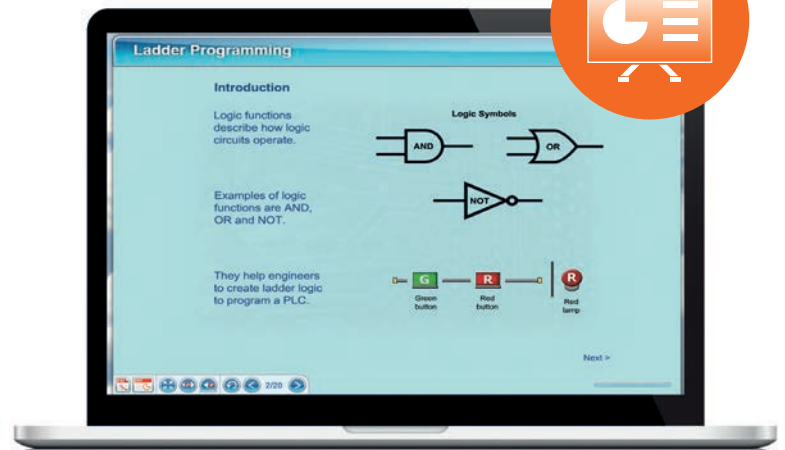 Ladder Programming
Introduction
Logic functions
describe how logic
circuits operate.
Logic Symbols
AND
OR
Examples of logic
functions are AND,
OR and NOT.
NOT
They help engineers
to create ladder logic
to program a PLC.
G
R
R
Green
button
Red
button
Red
lamp
Next >
2/20